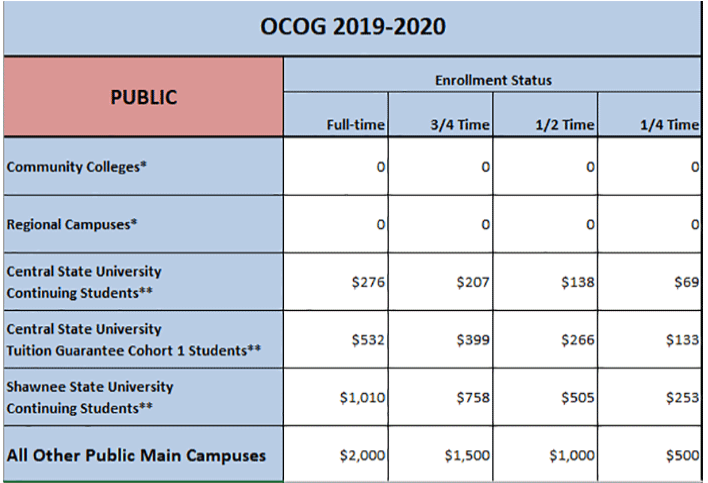 OCOG 2019-2020
PUBLIC
Enrollment Status
Full-time 3/4 Time 1/2 Time 1/4 Time
Community Colleges* 0 0 0 0
Regional Campuses* 0 0 0 0
Central State University
Continuing Students** $276 $207 $138 $69
Central State University
Tuition Guarantee Cohort 1 Students** $532 $399 $266 $133
Shawnee State University
Continuing Students** $1,010 $758 $505 $253
All Other Public Main Campuses $2,000 $1,500 $1,000 $500